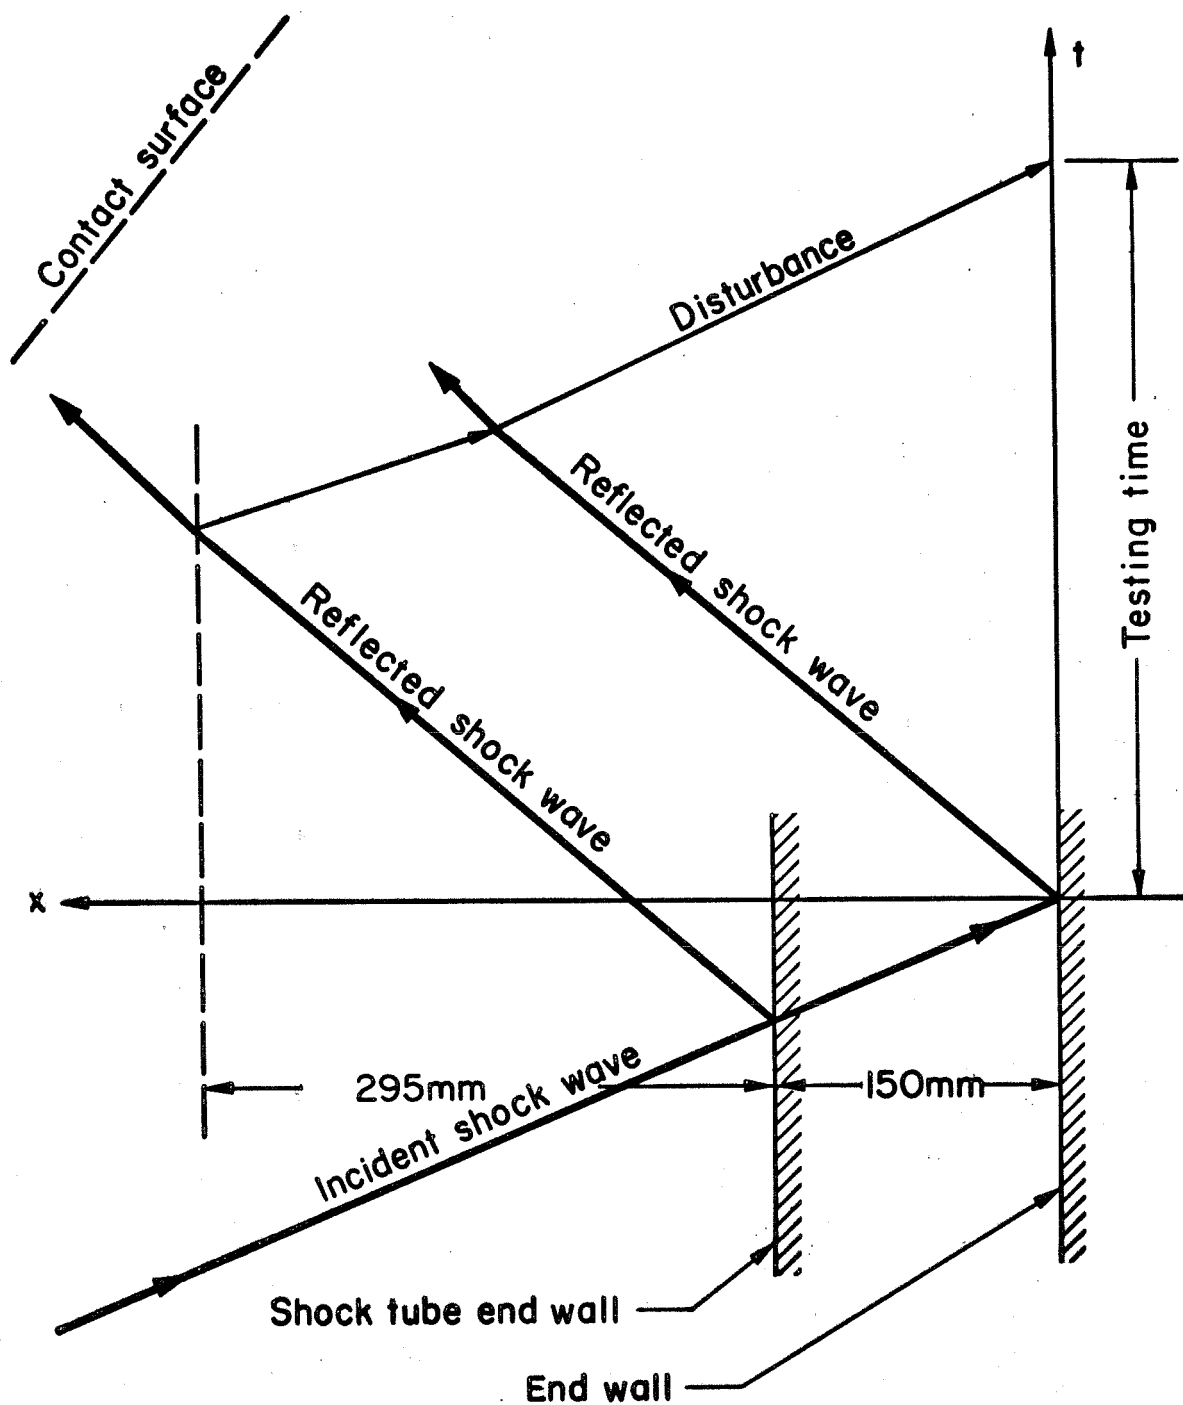 t
Contact surface
Disturbance
Reflected shock wave
Testing time
Reflected shock wave
x
295mm
150mm
Incident shock wave
Shock tube end wall
End wall